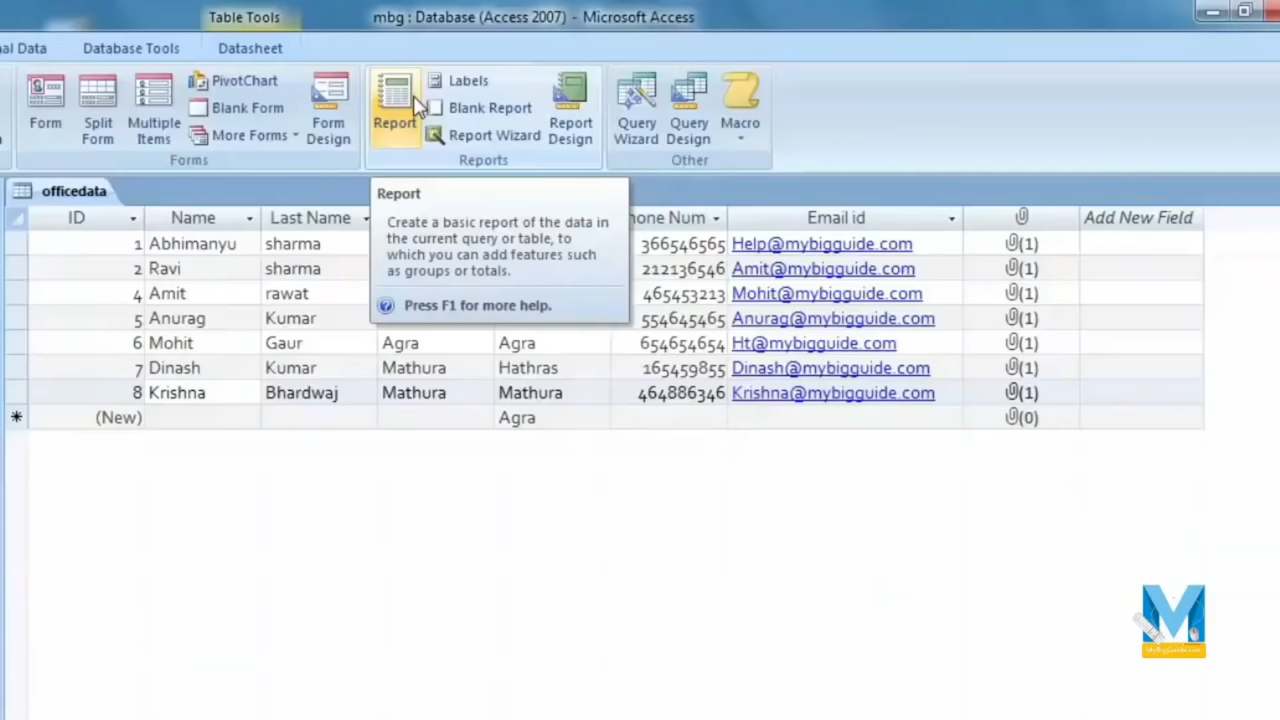 Table Tools
mbg : Database (Access 2007) - Microsoft Access
al Data Database Tools Datasheet
Form
Split Form
Multiple Items
PivotChart
Blank Form
More Forms
Form Design
Forms
Report
Labels
Blank Report
Report Wizard
Report Design
Reports
Query Wizard
Query Design
Macro
Other
officedata
Report
Create a basic report of the data in
the current query or table, to
which you can add features such
as groups or totals.
Press F1 for more help.
ID Name Last Name hone Num Email id Add New Field
1 Abhimanyu sharma 366546565 Help@mybigguide.com (1)
2 Ravi sharma 212136546 Amit@mybigguide.com (1)
4 Amit rawat 465453213 Mohit@mybigguide.com (1)
5 Anurag Kumar 554645465 Anurag@mybigguide.com (1)
6 Mohit Gaur Agra Agra 654654654 Ht@mybigguide.com (1)
7 Dinash Kumar Mathura Hathras 165459855 Dinash@mybigguide.com (1)
8 Krishna Bhardwaj Mathura Mathura 464886346 Krishna@mybigguide.com (1)
* (New) Agra (0)
M
MyBigGuide.com